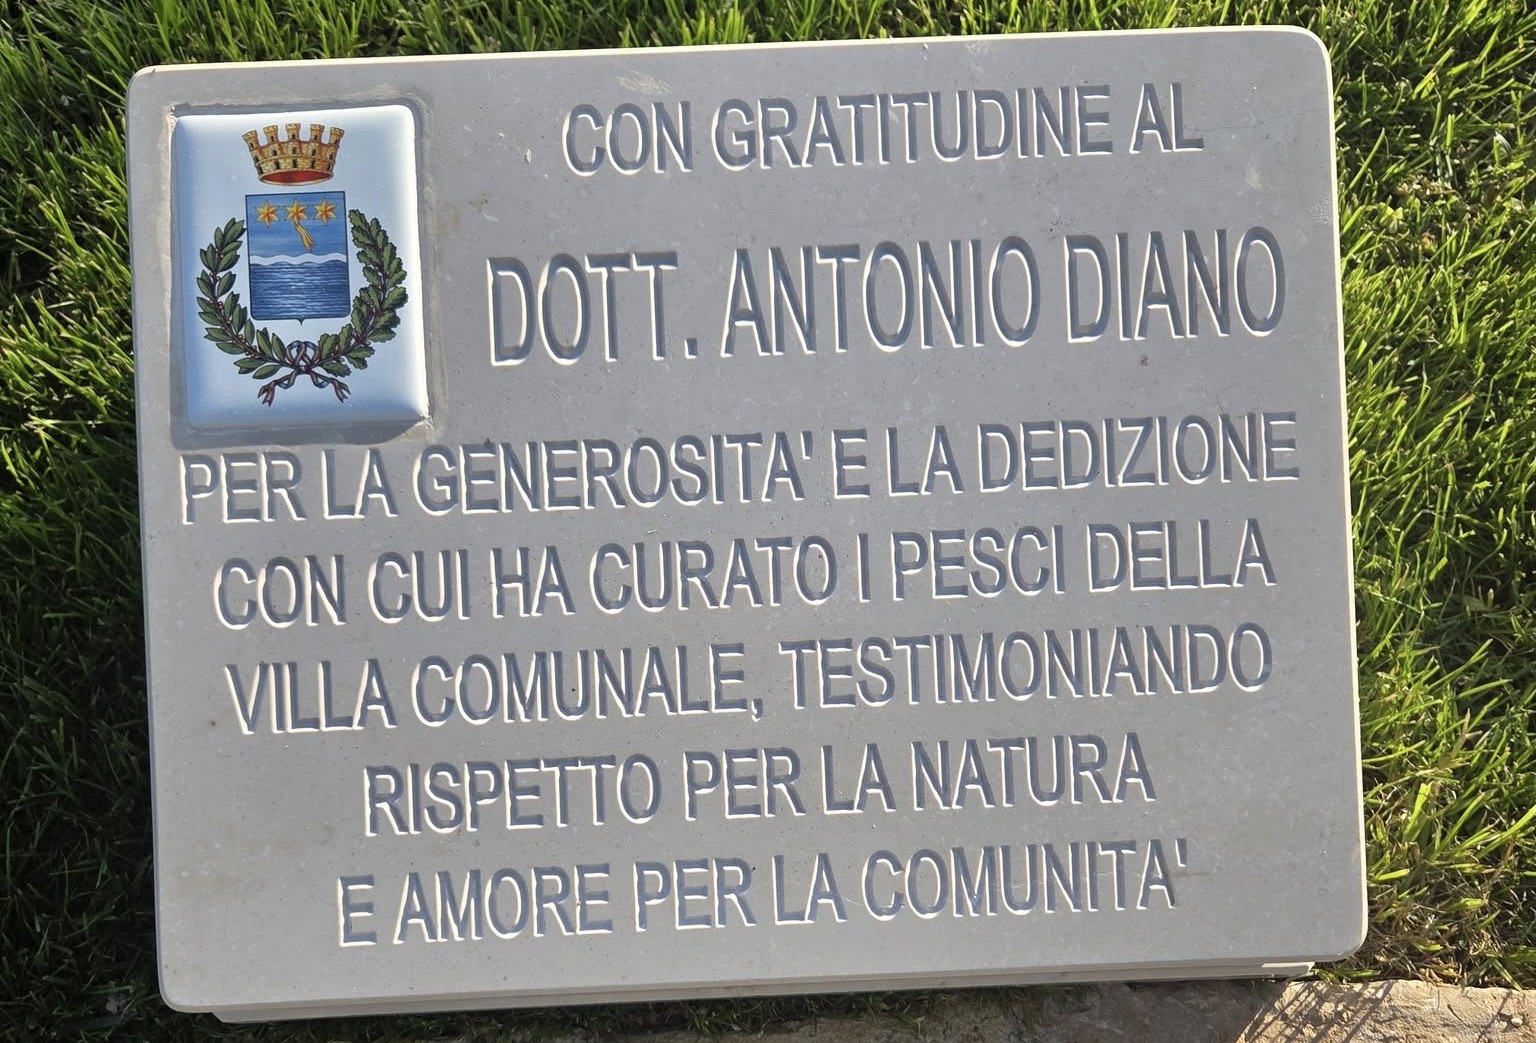 CON GRATITUDINE AL
DOTT. ANTONIO DIANO
PER LA GENEROSITA' E LA DEDIZIONE
CON CUI HA CURATO I PESCI DELLA
VILLA COMUNALE, TESTIMONIANDO
RISPETTO PER LA NATURA
E AMORE PER LA COMUNITA'